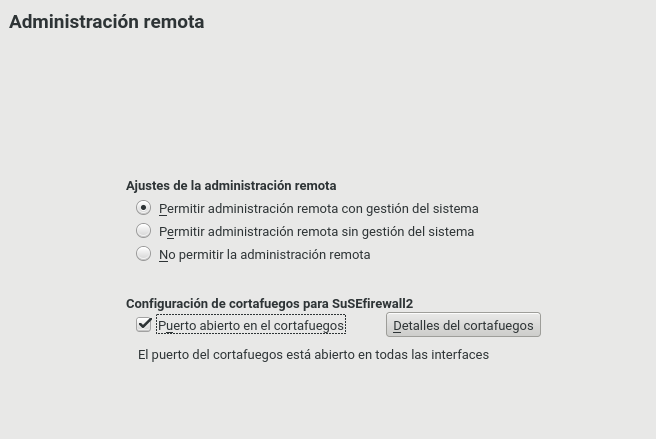 Administración remota
Ajustes de la administración remota
Permitir administración remota con gestión del sistema
Permitir administración remota sin gestión del sistema
No permitir la administración remota
Configuración de cortafuegos para SuSEfirewall2
Puerto abierto en el cortafuegos
Detalles del cortafuegos
El puerto del cortafuegos está abierto en todas las interfaces